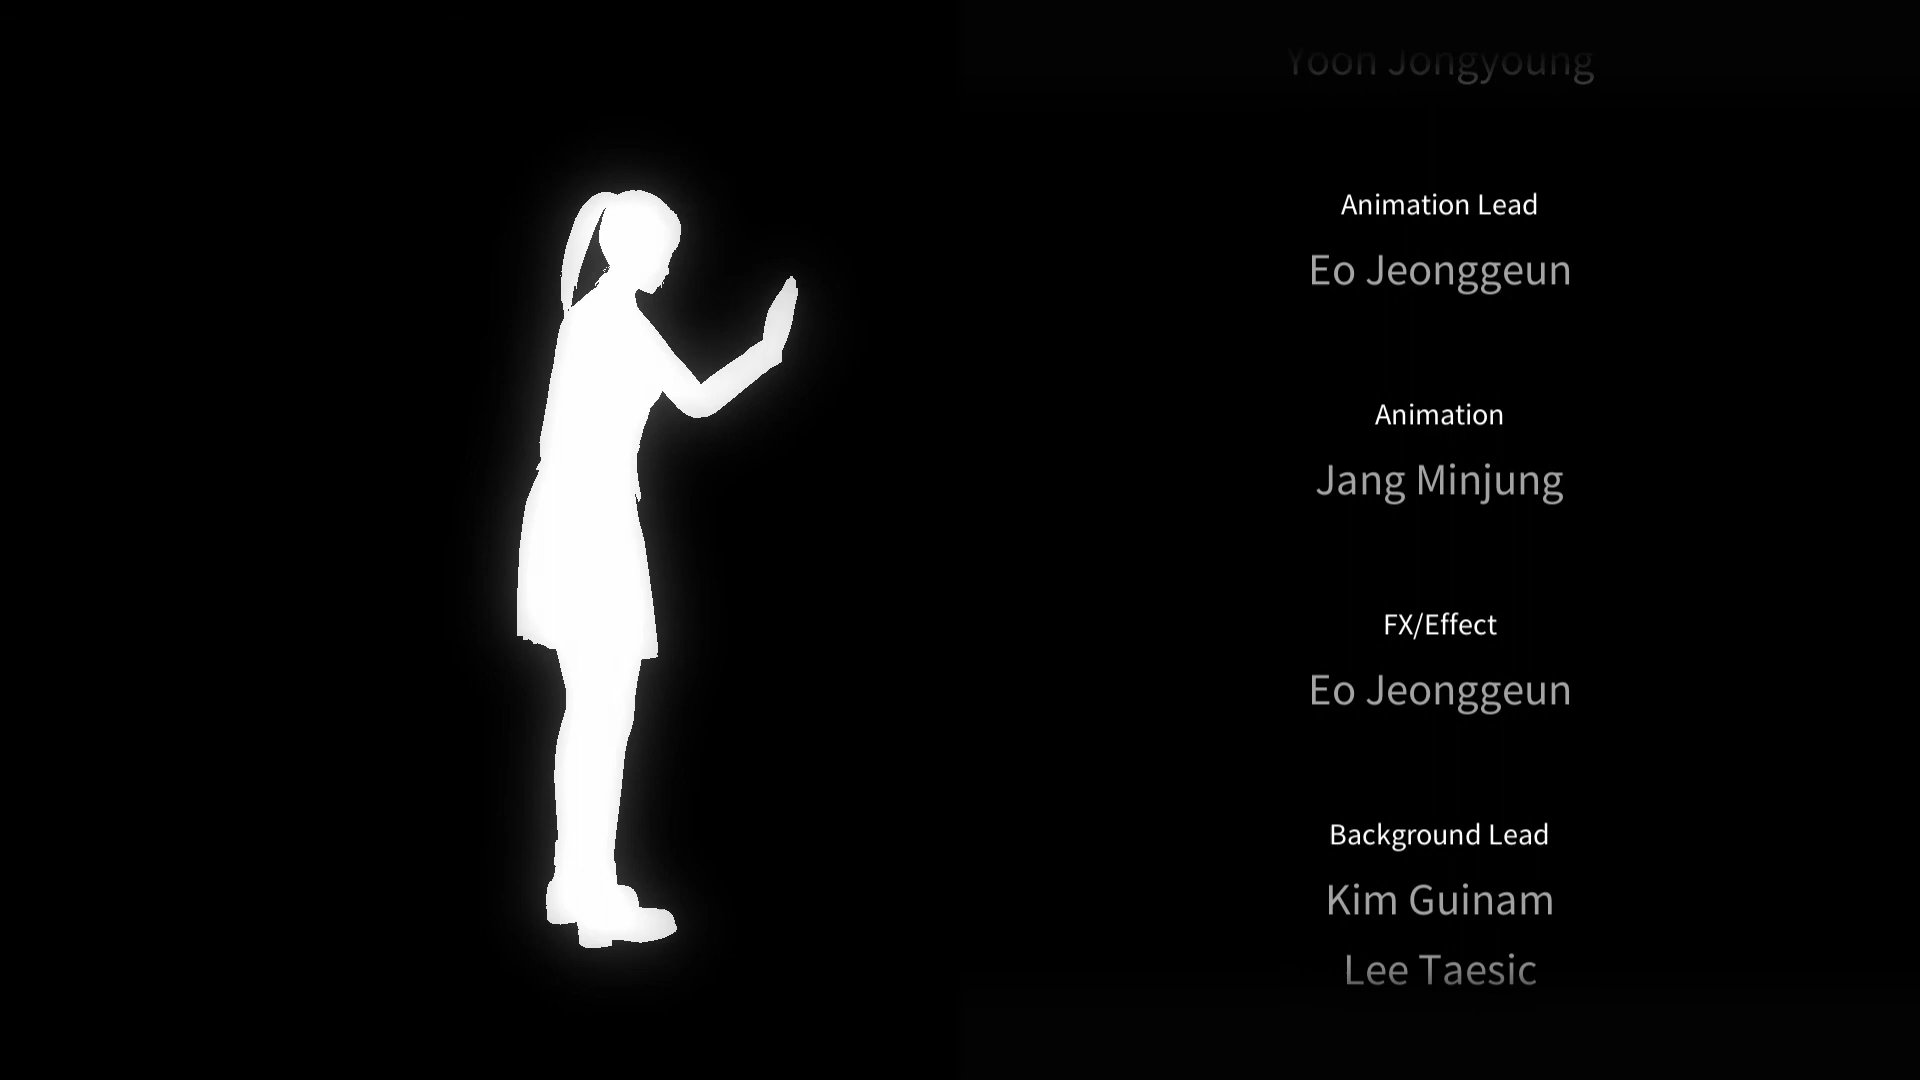 Yoon Jongyoung
Animation Lead
Eo Jeonggeun
Animation
Jang Minjung
FX/Effect
Eo Jeonggeun
Background Lead
Kim Guinam
Lee Taesic